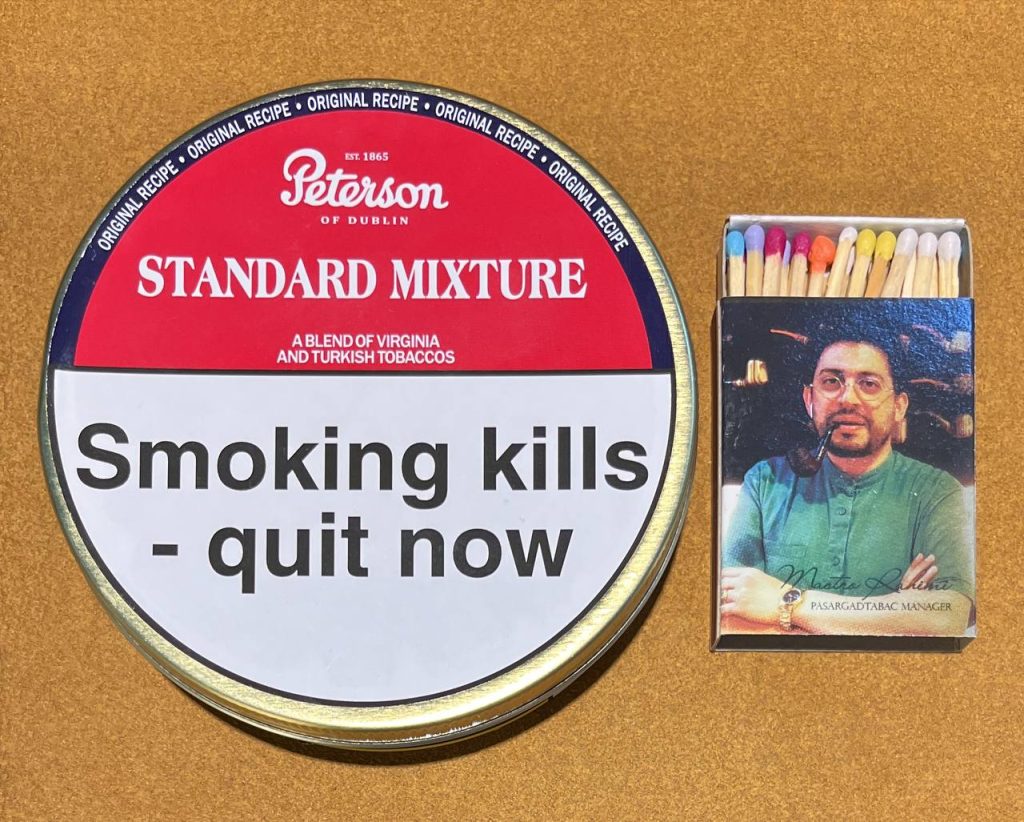 ORIGINAL RECIPE • ORIGINAL RECIPE • ORIGINAL RECIPE • ORIGINAL RECIPE • ORIGINAL RECIPE
EST. 1865
Peterson
OF DUBLIN
STANDARD MIXTURE
A BLEND OF VIRGINIA
AND TURKISH TOBACCOS
Smoking kills
- quit now
PASARGADTABAC MANAGER